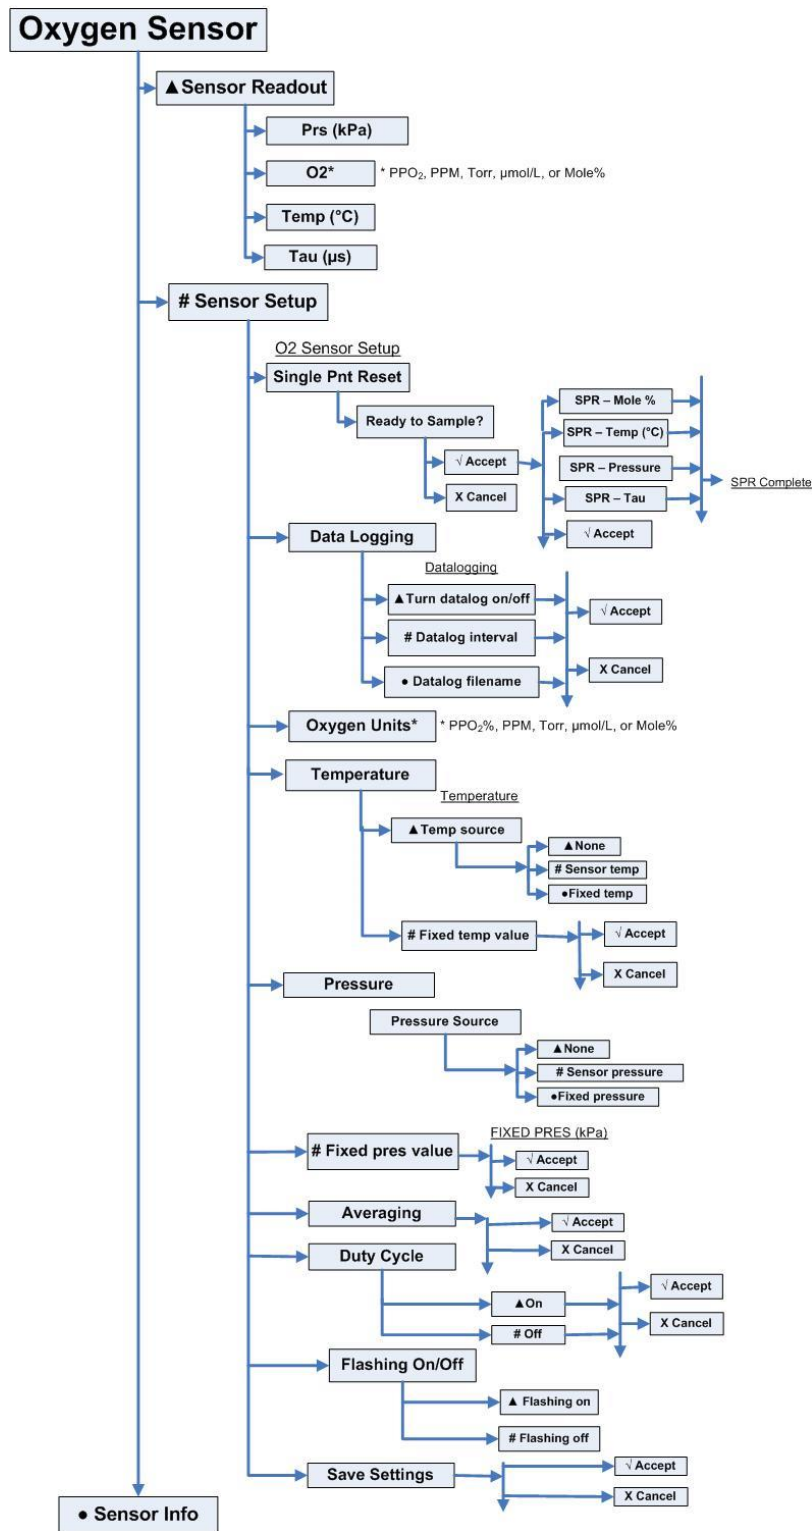 Oxygen Sensor
▲Sensor Readout
Prs (kPa)
O2*
* PPO₂, PPM, Torr, µmol/L, or Mole%
Temp (°C)
Tau (µs)
# Sensor Setup
O2 Sensor Setup
Single Pnt Reset
Ready to Sample?
√ Accept
X Cancel
SPR – Mole %
SPR – Temp (°C)
SPR – Pressure
SPR – Tau
√ Accept
SPR Complete
Data Logging
Datalogging
▲Turn datalog on/off
# Datalog interval
● Datalog filename
√ Accept
X Cancel
Oxygen Units*
* PPO₂%, PPM, Torr, µmol/L, or Mole%
Temperature
Temperature
▲Temp source
▲None
# Sensor temp
●Fixed temp
# Fixed temp value
√ Accept
X Cancel
Pressure
Pressure Source
▲None
# Sensor pressure
●Fixed pressure
FIXED PRES (kPa)
# Fixed pres value
√ Accept
X Cancel
Averaging
√ Accept
X Cancel
Duty Cycle
▲On
# Off
√ Accept
X Cancel
Flashing On/Off
▲ Flashing on
# Flashing off
Save Settings
√ Accept
X Cancel
● Sensor Info